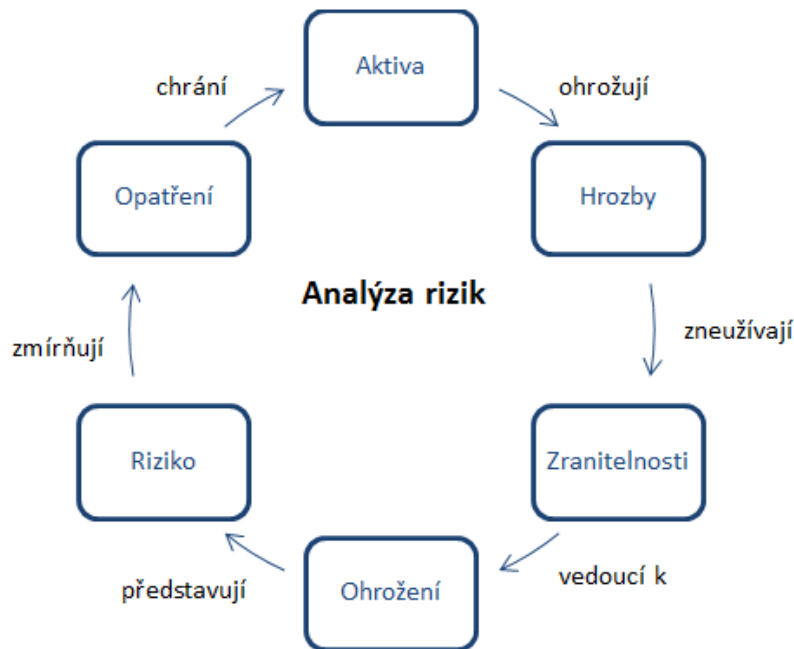 Aktiva
chrání
ohrožují
Opatření
Hrozby
Analýza rizik
zmírňují
zneužívají
Riziko
Zranitelnosti
představují
Ohrožení
vedoucí k